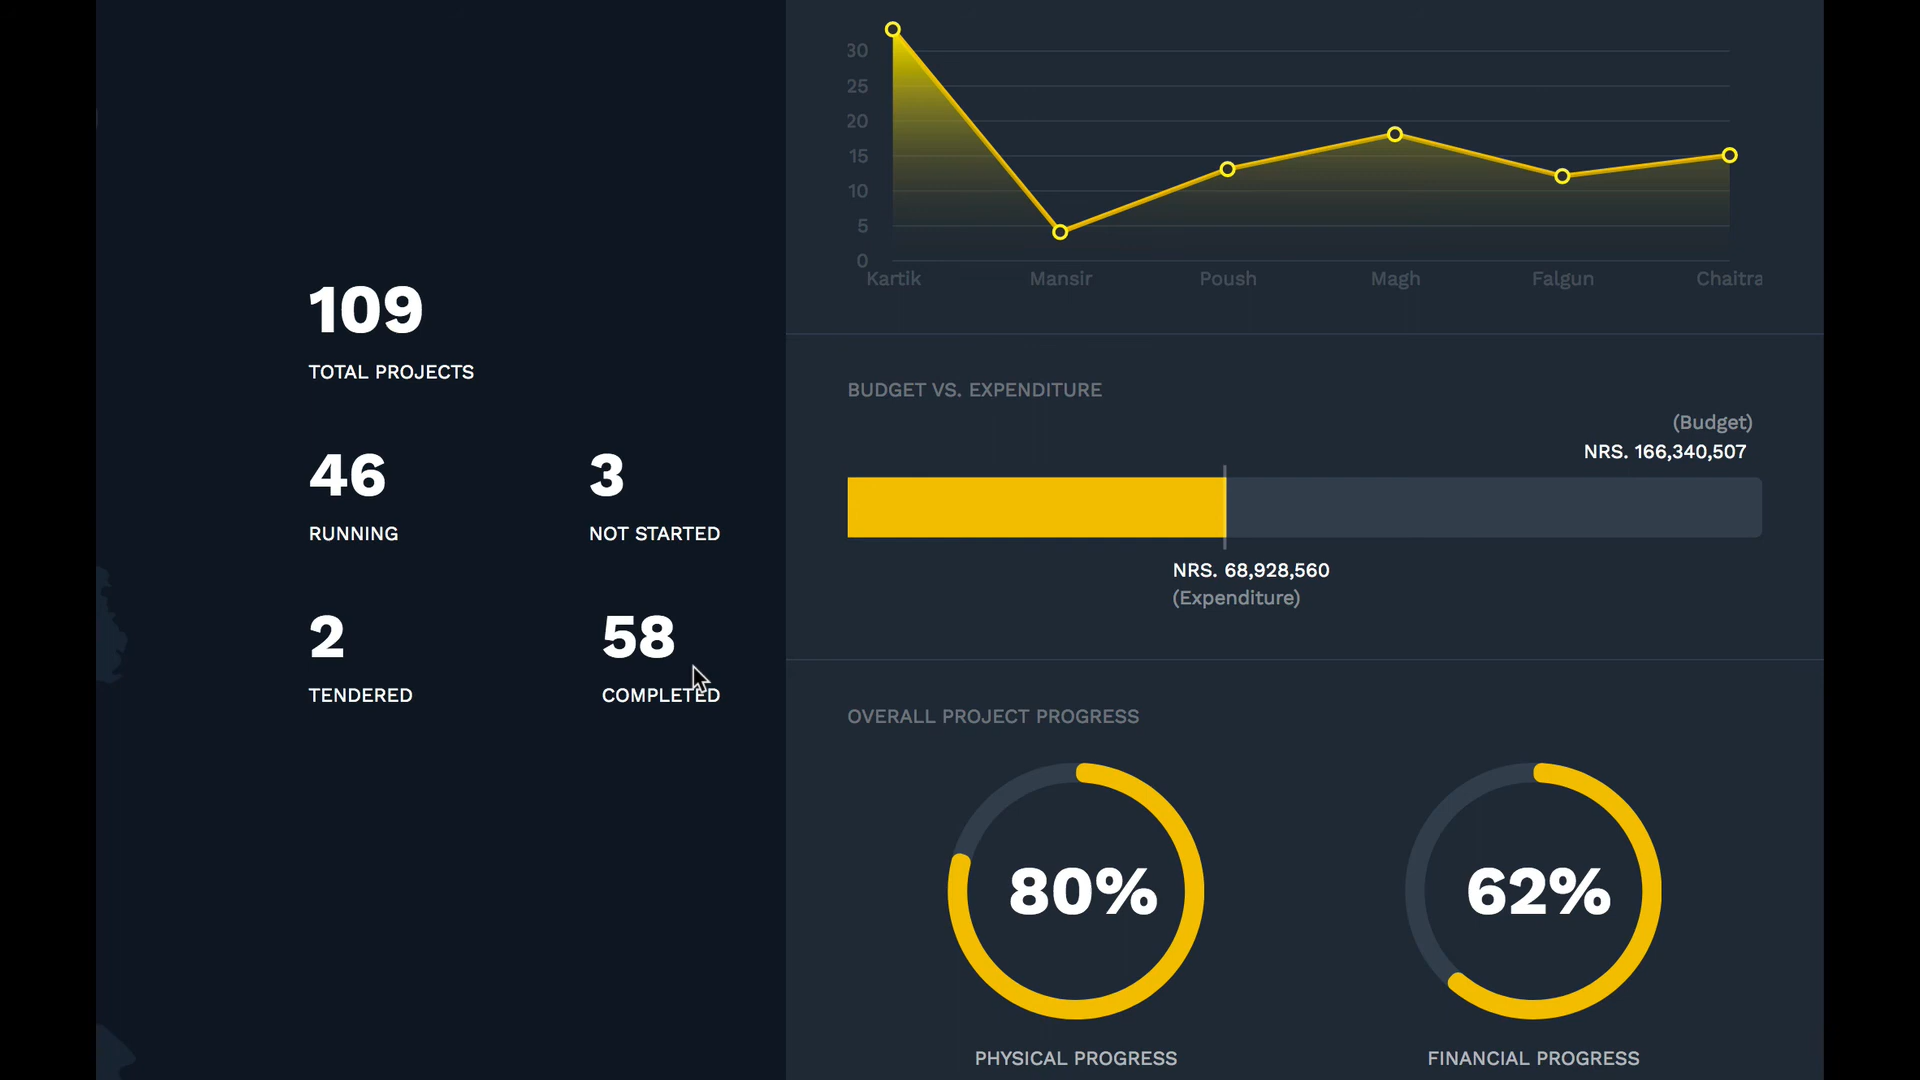 109
TOTAL PROJECTS
46
RUNNING
3
NOT STARTED
2
TENDERED
58
COMPLETED
30
25
20
15
10
5
0
Kartik Mansir Poush Magh Falgun Chaitra
BUDGET VS. EXPENDITURE
(Budget)
NRS. 166,340,507
NRS. 68,928,560
(Expenditure)
OVERALL PROJECT PROGRESS
80%
PHYSICAL PROGRESS
62%
FINANCIAL PROGRESS